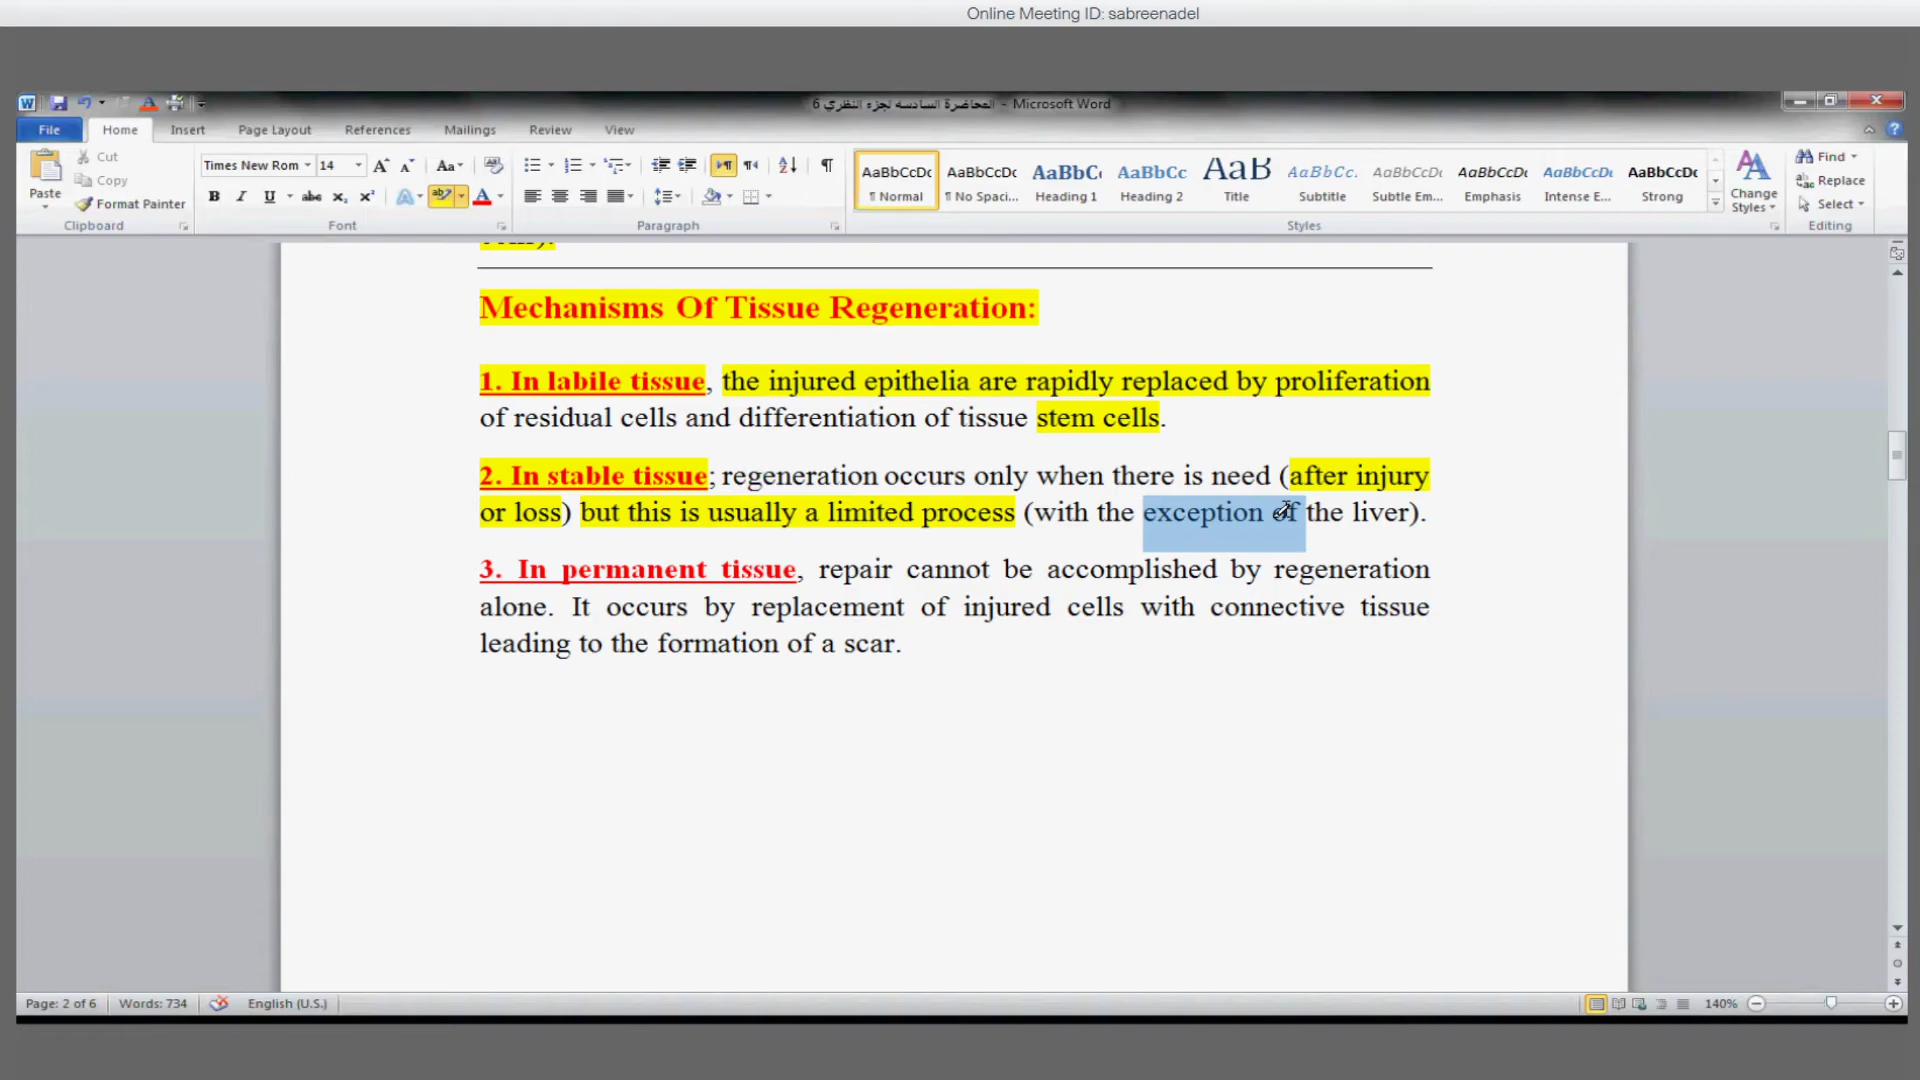 Online Meeting ID: sabreenadel
المحاضرة السادسه لجزء النظري 6 - Microsoft Word
File Home Insert Page Layout References Mailings Review View
Paste
Cut
Copy
Format Painter
Clipboard
Times New Rom 14
Font
Paragraph
AaBbCcDc AaBbCcDc AaBbC AaBbCc AaB AaBbCc. AaBbCcDt AaBbCcDt AaBbCcDt AaBbCcDc
¶ Normal ¶ No Spaci... Heading 1 Heading 2 Title Subtitle Subtle Em... Emphasis Intense E... Strong
Styles
Change Styles
Find
Replace
Select
Editing
Mechanisms Of Tissue Regeneration:
1. In labile tissue, the injured epithelia are rapidly replaced by proliferation
of residual cells and differentiation of tissue stem cells.
2. In stable tissue; regeneration occurs only when there is need (after injury
or loss) but this is usually a limited process (with the exception of the liver).
3. In permanent tissue, repair cannot be accomplished by regeneration
alone. It occurs by replacement of injured cells with connective tissue
leading to the formation of a scar.
Page: 2 of 6 Words: 734 English (U.S.) 140%